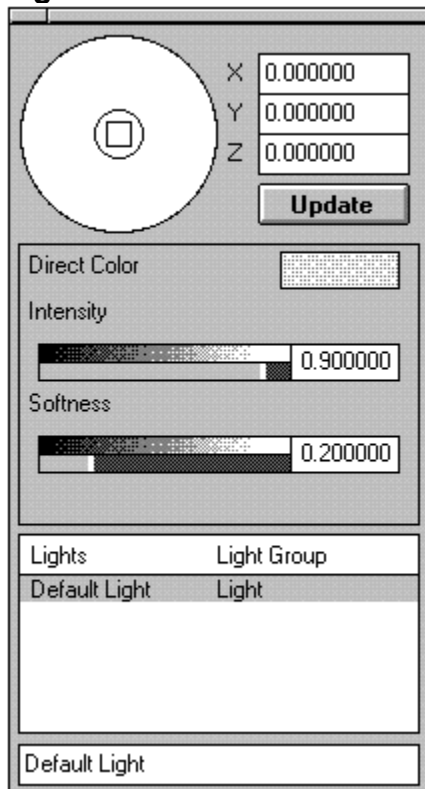 X 0.000000
Y 0.000000
Z 0.000000
Update
Direct Color
Intensity
0.900000
Softness
0.200000
Lights Light Group
Default Light Light
Default Light